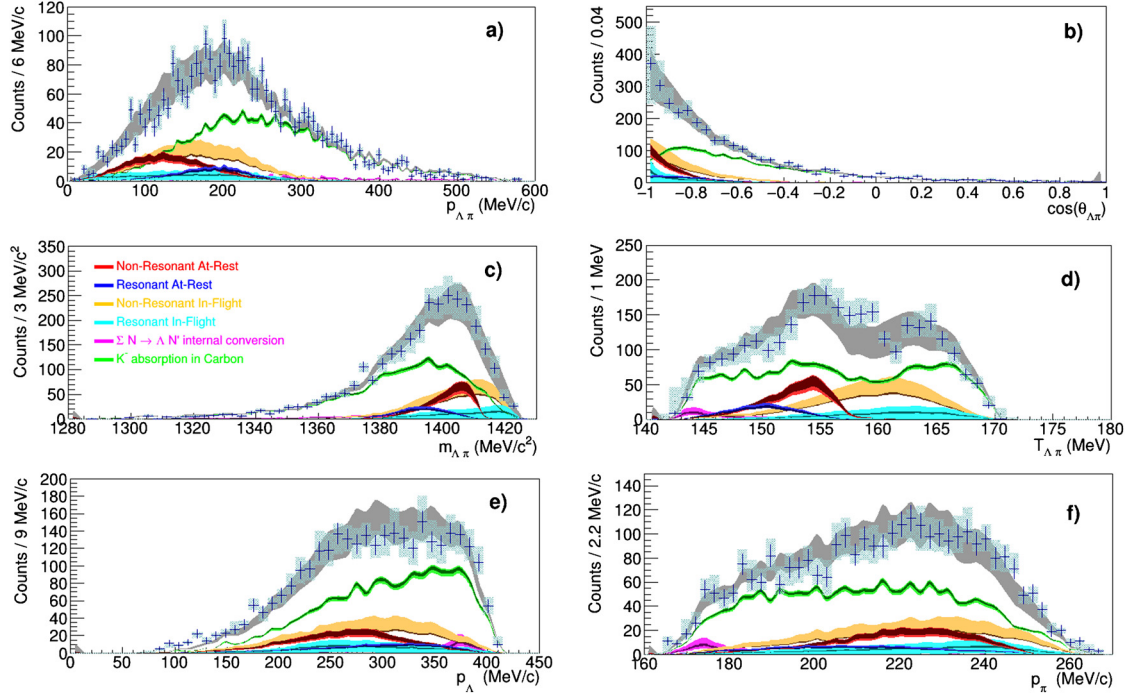 a)
Counts / 6 MeV/c
120
100
80
60
40
20
0
0 100 200 300 400 500 600
p_Λπ (MeV/c)
b)
Counts / 0.04
500
400
300
200
100
0
−1 −0.8 −0.6 −0.4 −0.2 0 0.2 0.4 0.6 0.8 1
cos(θ_Λπ)
c)
Counts / 3 MeV/c²
350
300
250
200
150
100
50
0
1280 1300 1320 1340 1360 1380 1400 1420
m_Λπ (MeV/c²)
Non-Resonant At-Rest
Resonant At-Rest
Non-Resonant In-Flight
Resonant In-Flight
Σ N → Λ N' internal conversion
K⁻ absorption in Carbon
d)
Counts / 1 MeV
250
200
150
100
50
0
140 145 150 155 160 165 170 175 180
T_Λπ (MeV)
e)
Counts / 9 MeV/c
200
180
160
140
120
100
80
60
40
20
0
0 50 100 150 200 250 300 350 400 450
p_Λ (MeV/c)
f)
Counts / 2.2 MeV/c
140
120
100
80
60
40
20
0
160 180 200 220 240 260
p_π (MeV/c)